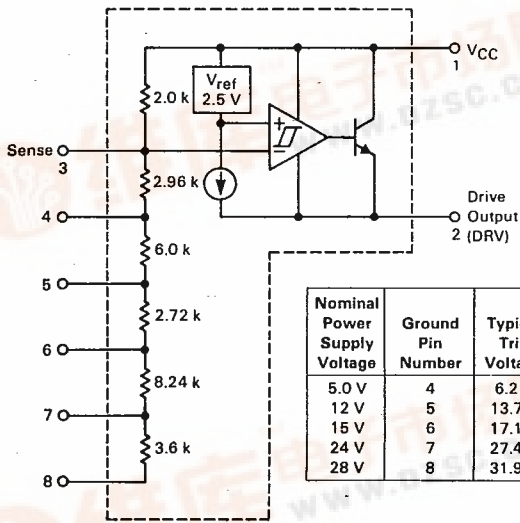 V_CC
1
V_ref
2.5 V
2.0 k
+
−
Sense
3
2.96 k
4
6.0 k
5
2.72 k
6
8.24 k
7
3.6 k
8
Drive
Output
2 (DRV)
Nominal Power Supply Voltage | Ground Pin Number | Typi Tri Volta
5.0 V 4 6.2
12 V 5 13.7
15 V 6 17.1
24 V 7 27.4
28 V 8 31.9